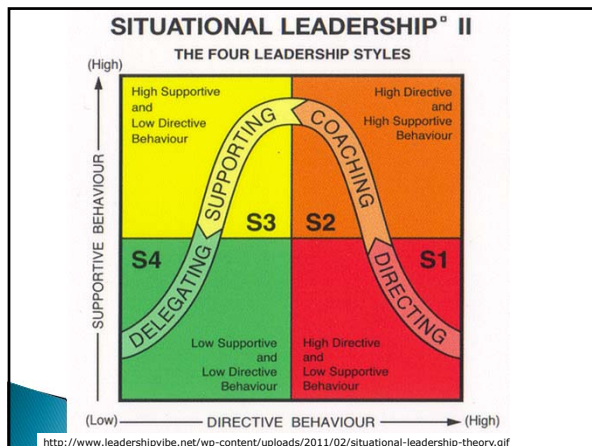 SITUATIONAL LEADERSHIP® II
THE FOUR LEADERSHIP STYLES
(High)
High Supportive
and
Low Directive
Behaviour
High Directive
and
High Supportive
Behaviour
SUPPORTING
COACHING
S3
S2
S4
S1
DELEGATING
DIRECTING
Low Supportive
and
Low Directive
Behaviour
High Directive
and
Low Supportive
Behaviour
SUPPORTIVE BEHAVIOUR
(Low)
DIRECTIVE BEHAVIOUR
(High)
http://www.leadershipvibe.net/wp-content/uploads/2011/02/situational-leadership-theory.gif